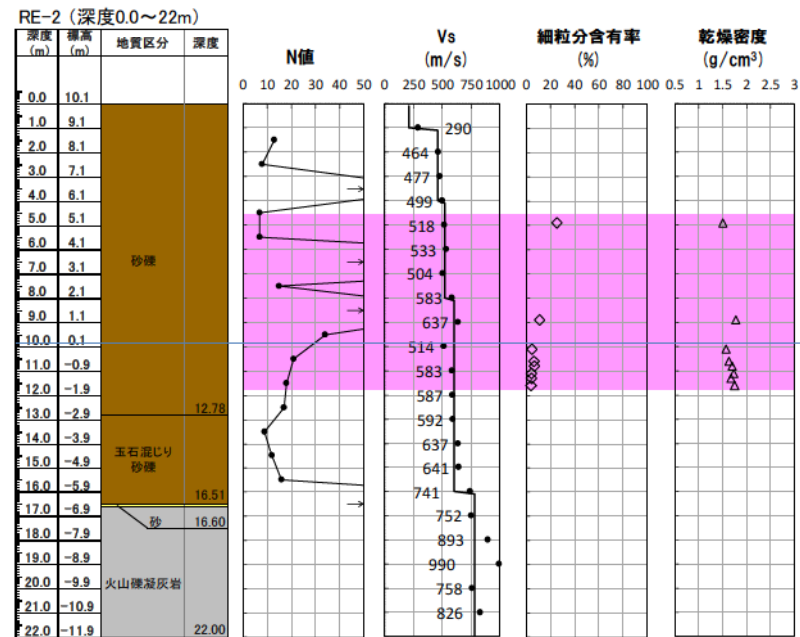 RE-2（深度0.0～22m）
深度
(m)
標高
(m)
地質区分
深度
N値
Vs
(m/s)
細粒分含有率
(%)
乾燥密度
(g/cm³)
0 10 20 30 40 50
0 250 500 750 1000
0 20 40 60 80 100
0.5 1 1.5 2 2.5 3
0.0 10.1
1.0 9.1
290
2.0 8.1
464
3.0 7.1
477
4.0 6.1
499
5.0 5.1
518
6.0 4.1
533
砂礫
7.0 3.1
504
8.0 2.1
583
9.0 1.1
637
10.0 0.1
514
11.0 -0.9
583
12.0 -1.9
587
13.0 -2.9
12.78
592
14.0 -3.9
637
玉石混じり
砂礫
15.0 -4.9
641
16.0 -5.9
16.51
741
17.0 -6.9
砂
16.60
752
18.0 -7.9
893
19.0 -8.9
990
20.0 -9.9
火山礫凝灰岩
758
21.0 -10.9
826
22.0 -11.9
22.00